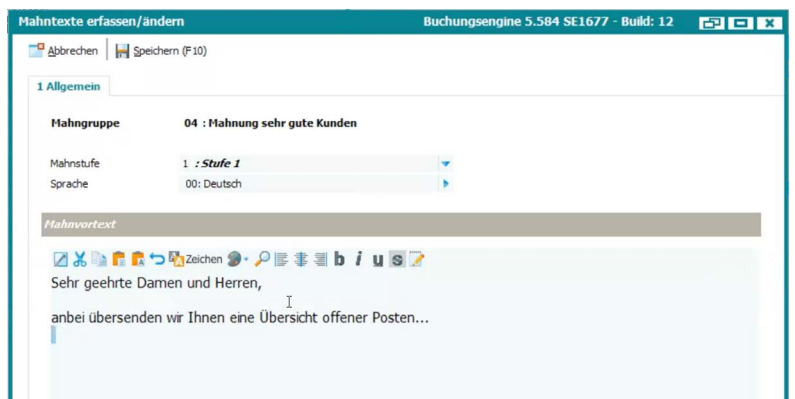 Mahntexte erfassen/ändern Buchungsengine 5.584 SE1677 - Build: 12
Abbrechen Speichern (F10)
1 Allgemein
Mahngruppe 04 : Mahnung sehr gute Kunden
Mahnstufe 1 : Stufe 1
Sprache 00: Deutsch
Mahnvortext
Zeichen b i u s
Sehr geehrte Damen und Herren,
anbei übersenden wir Ihnen eine Übersicht offener Posten...